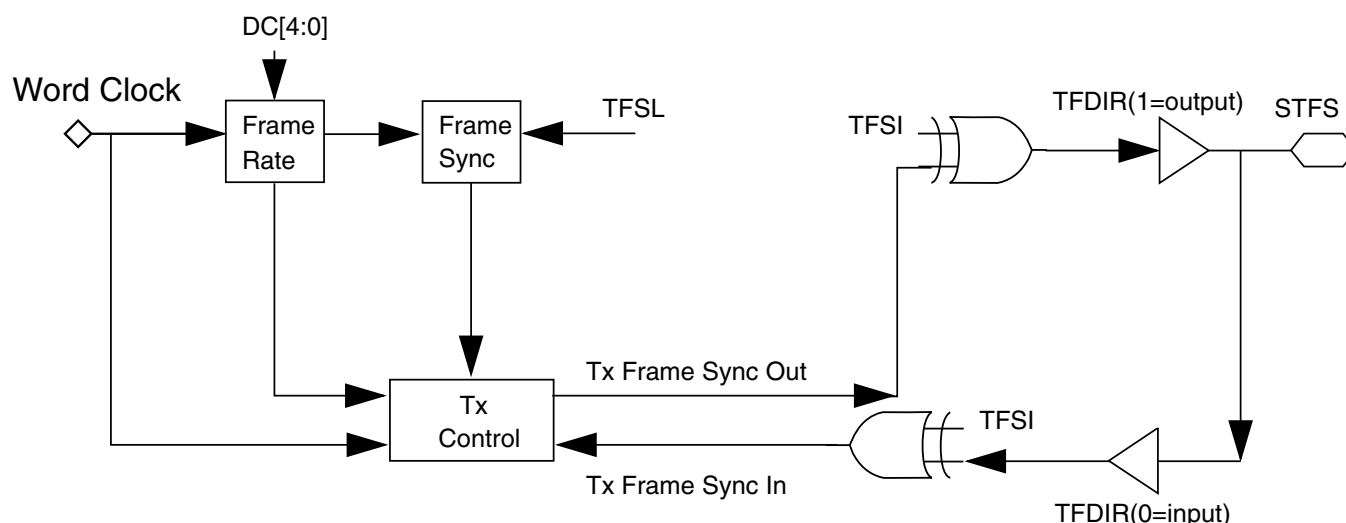 DC[4:0]
Word Clock
Frame
Rate
Frame
Sync
TFSL
TFSI
TFDIR(1=output)
STFS
Tx Frame Sync Out
Tx
Control
TFSI
Tx Frame Sync In
TFDIR(0=input)